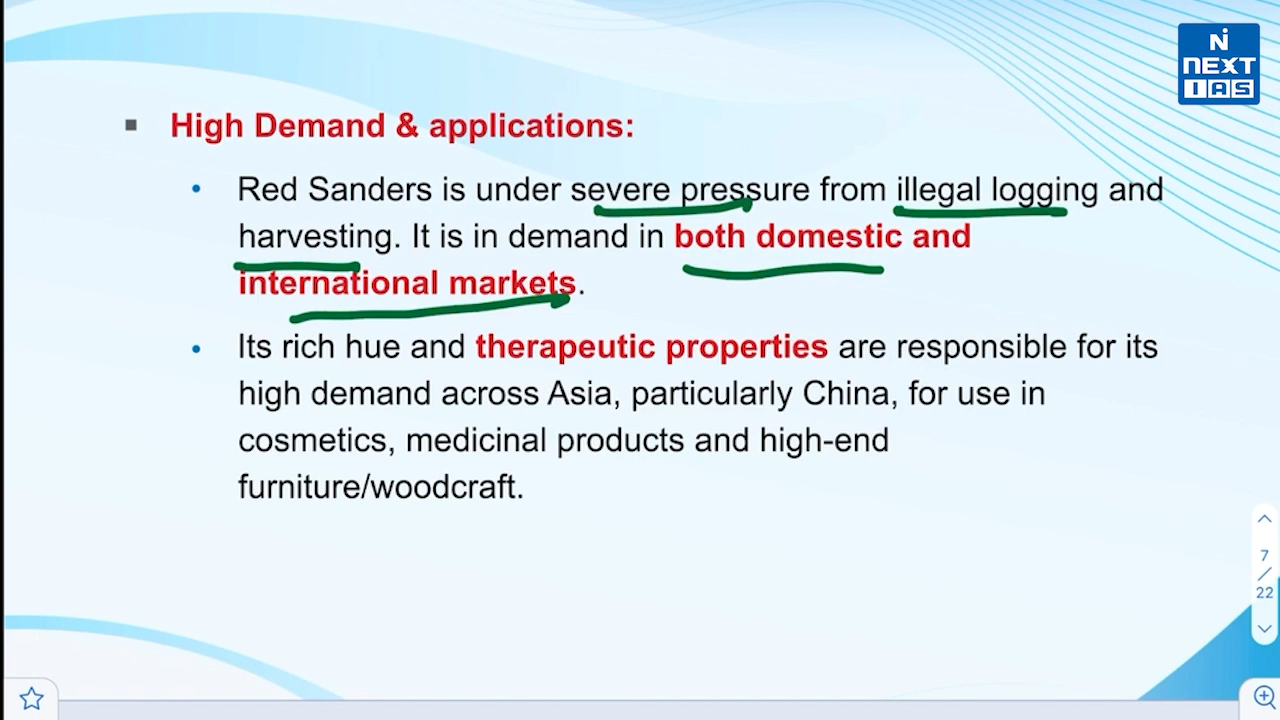 NEXT
IAS
▪ High Demand & applications:
• Red Sanders is under severe pressure from illegal logging and
harvesting. It is in demand in both domestic and
international markets.
• Its rich hue and therapeutic properties are responsible for its
high demand across Asia, particularly China, for use in
cosmetics, medicinal products and high-end
furniture/woodcraft.
7
/
22